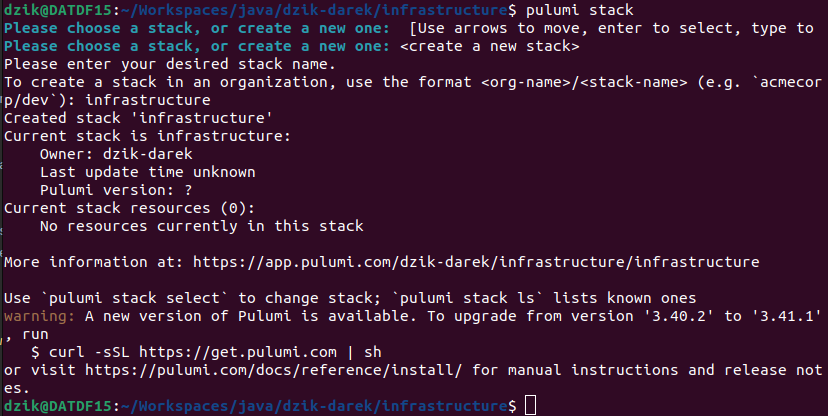 dzik@DATDF15:~/Workspaces/java/dzik-darek/infrastructure$ pulumi stack
Please choose a stack, or create a new one:  [Use arrows to move, enter to select, type to
Please choose a stack, or create a new one: <create a new stack>
Please enter your desired stack name.
To create a stack in an organization, use the format <org-name>/<stack-name> (e.g. `acmecor
p/dev`): infrastructure
Created stack 'infrastructure'
Current stack is infrastructure:
    Owner: dzik-darek
    Last update time unknown
    Pulumi version: ?
Current stack resources (0):
    No resources currently in this stack
More information at: https://app.pulumi.com/dzik-darek/infrastructure/infrastructure
Use `pulumi stack select` to change stack; `pulumi stack ls` lists known ones
warning: A new version of Pulumi is available. To upgrade from version '3.40.2' to '3.41.1'
, run
   $ curl -sSL https://get.pulumi.com | sh
or visit https://pulumi.com/docs/reference/install/ for manual instructions and release not
es.
dzik@DATDF15:~/Workspaces/java/dzik-darek/infrastructure$